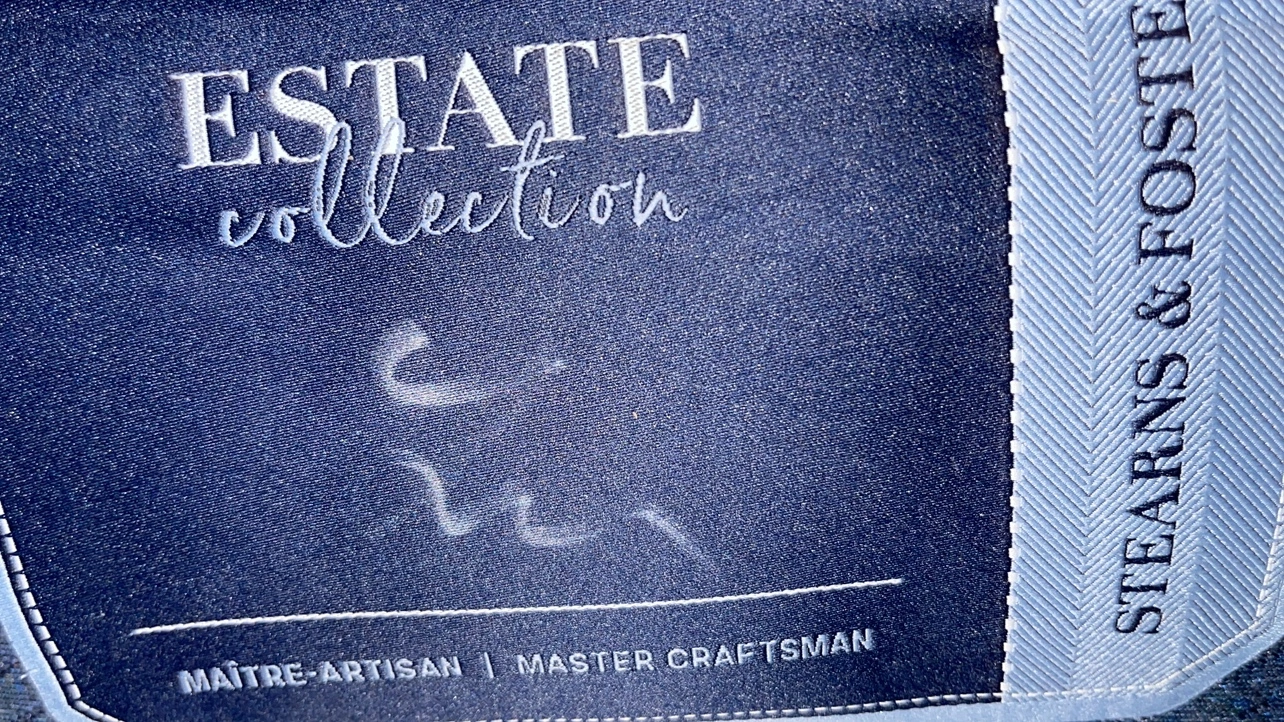 ESTATE
collection
MAÎTRE-ARTISAN | MASTER CRAFTSMAN
STEARNS & FOSTE